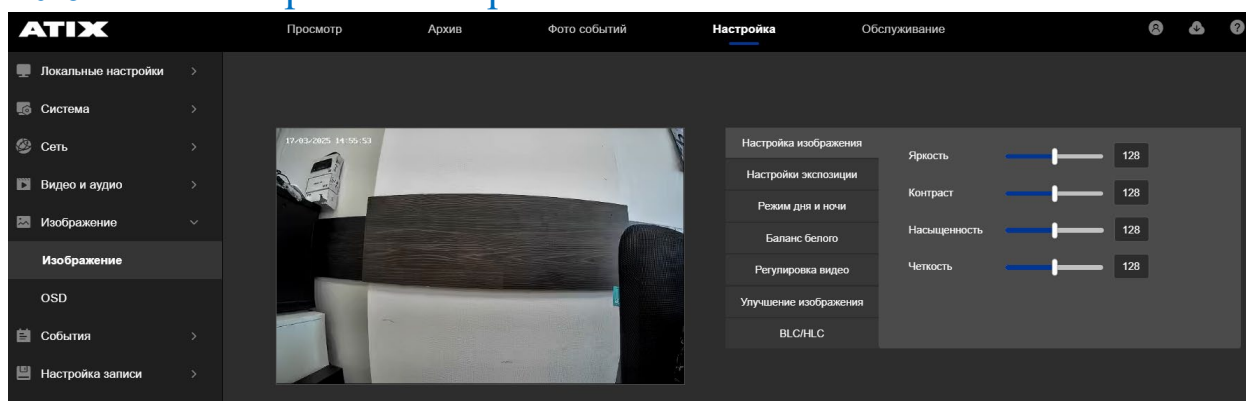 ATIX
Просмотр Архив Фото событий Настройка Обслуживание
Локальные настройки
Система
Сеть
Видео и аудио
Изображение
Изображение
OSD
События
Настройка записи
17/03/2025 14:55:53
Настройка изображения
Настройки экспозиции
Режим дня и ночи
Баланс белого
Регулировка видео
Улучшение изображения
BLC/HLC
Яркость 128
Контраст 128
Насыщенность 128
Четкость 128